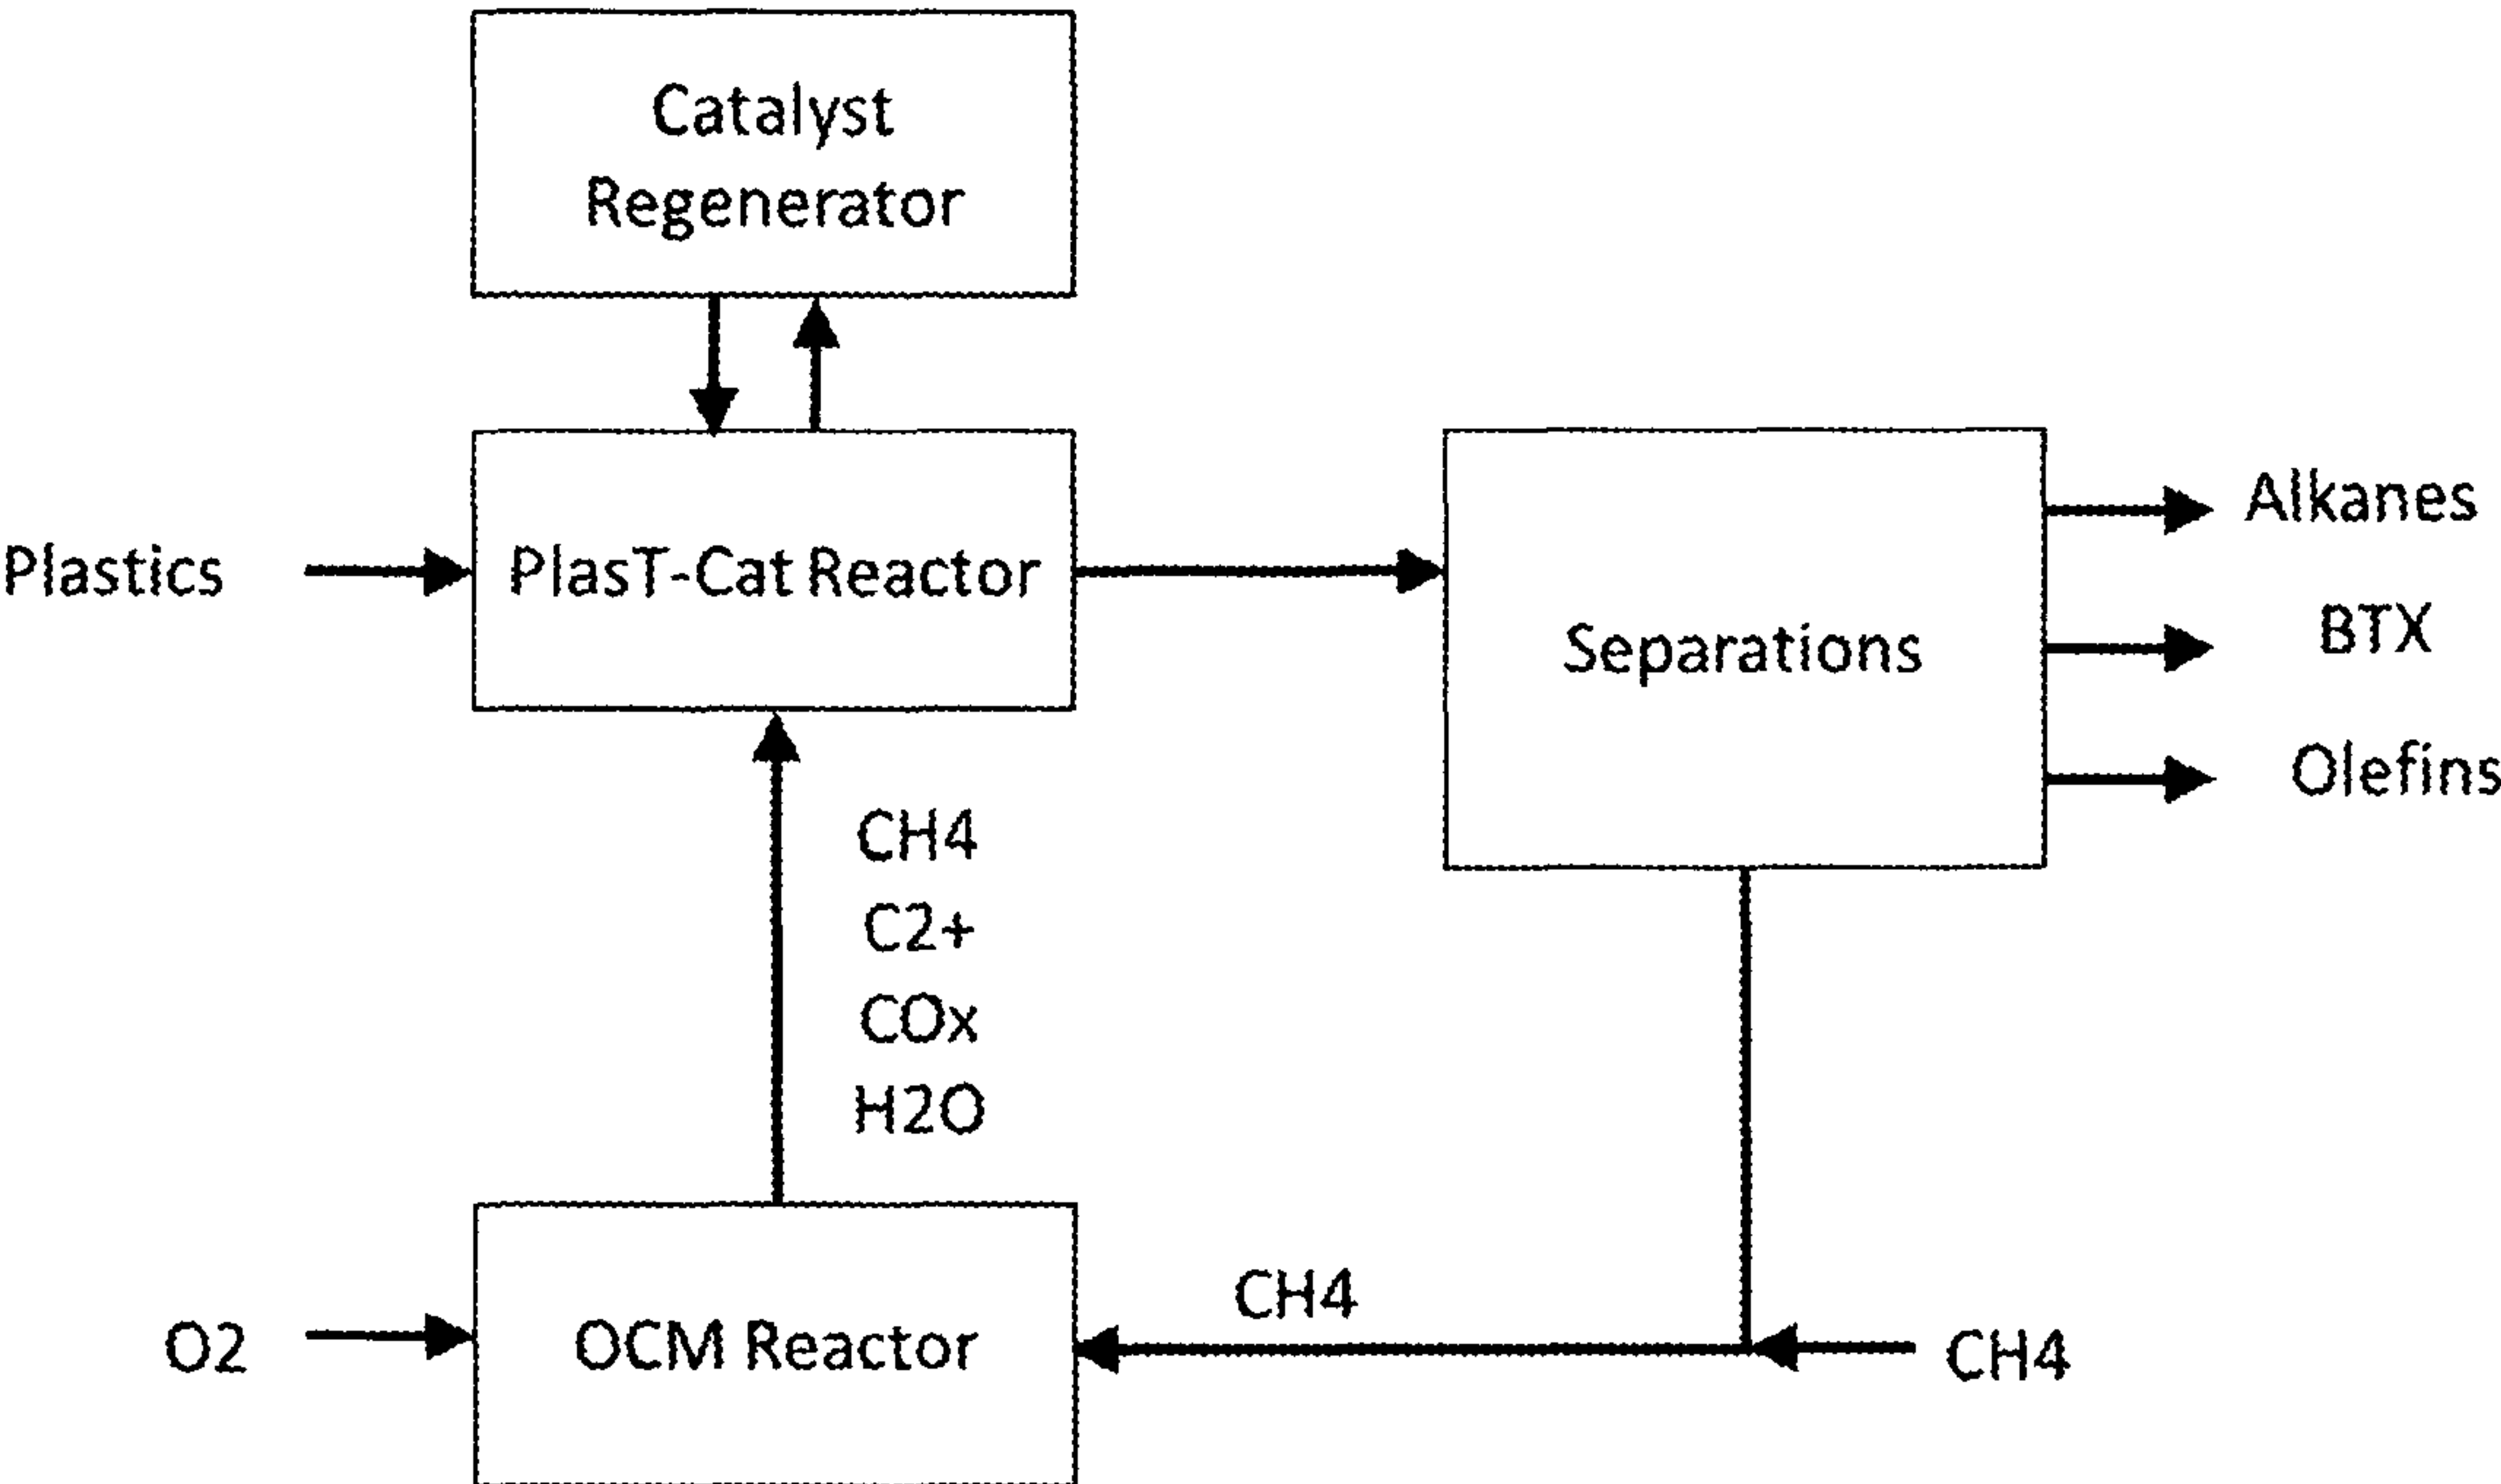 Catalyst
Regenerator
Plastics
PlasT-Cat Reactor
Separations
Alkanes
BTX
Olefins
CH4
C2+
COx
H2O
O2
OCM Reactor
CH4
CH4